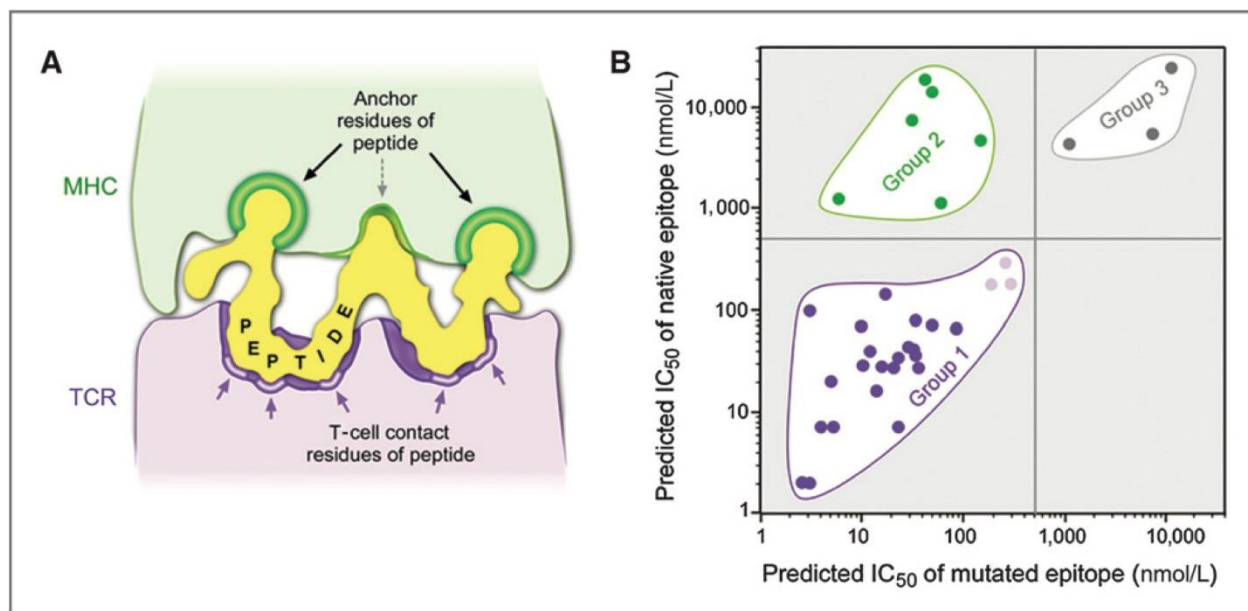 A
Anchor
residues of
peptide
MHC
PEPTIDE
TCR
T-cell contact
residues of peptide
B
Predicted IC50 of native epitope (nmol/L)
10,000
1,000
100
10
1
Group 2
Group 3
Group 1
1
10
100
1,000
10,000
Predicted IC50 of mutated epitope (nmol/L)